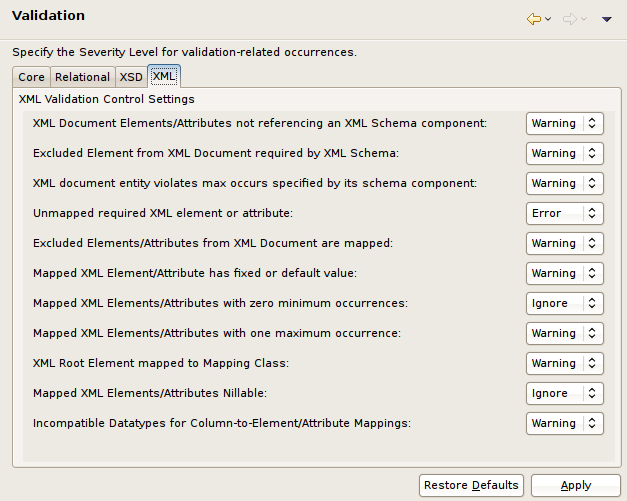 Validation
Specify the Severity Level for validation-related occurrences.
Core Relational XSD XML
XML Validation Control Settings
XML Document Elements/Attributes not referencing an XML Schema component: Warning
Excluded Element from XML Document required by XML Schema: Warning
XML document entity violates max occurs specified by its schema component: Warning
Unmapped required XML element or attribute: Error
Excluded Elements/Attributes from XML Document are mapped: Warning
Mapped XML Element/Attribute has fixed or default value: Warning
Mapped XML Elements/Attributes with zero minimum occurrences: Ignore
Mapped XML Elements/Attributes with one maximum occurrence: Warning
XML Root Element mapped to Mapping Class: Warning
Mapped XML Elements/Attributes Nillable: Ignore
Incompatible Datatypes for Column-to-Element/Attribute Mappings: Warning
Restore Defaults Apply